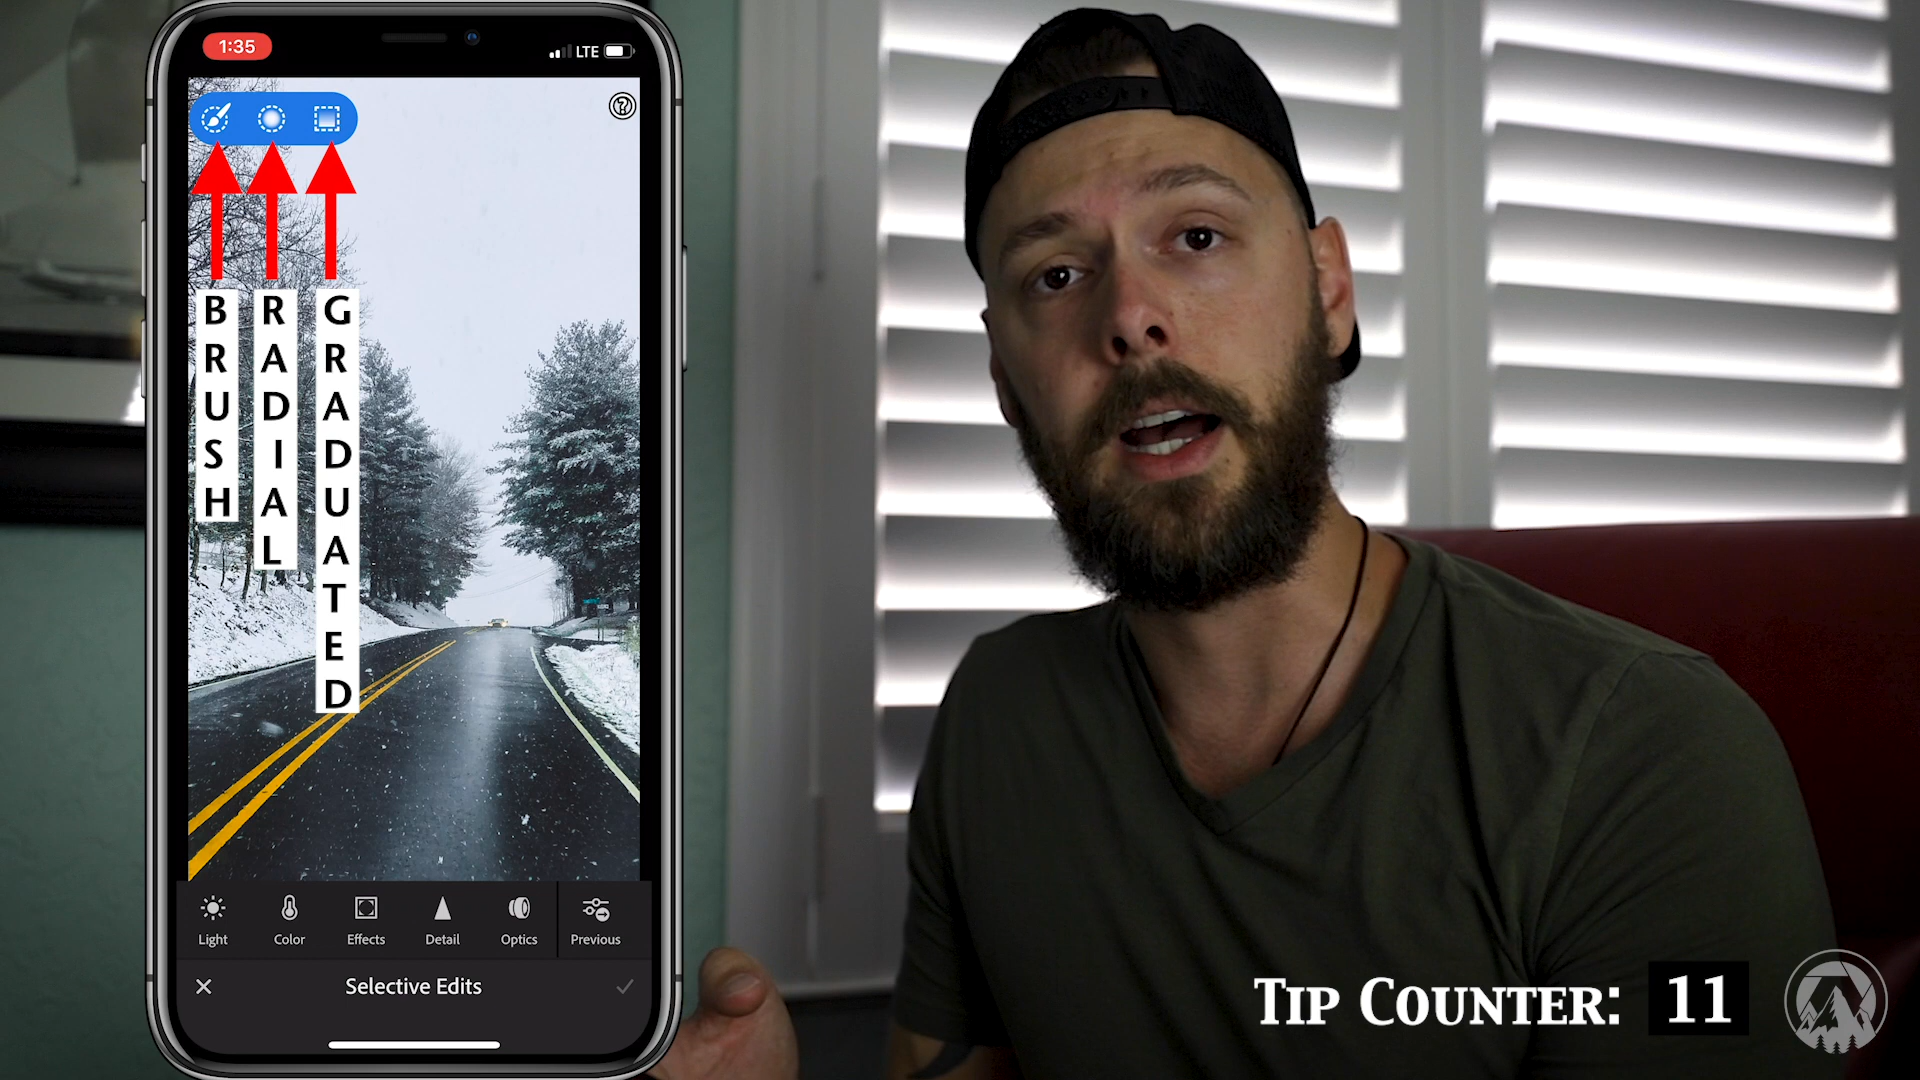 1:35
LTE
BRUSH
RADIAL
GRADUATED
Light
Color
Effects
Detail
Optics
Previous
Selective Edits
TIP COUNTER: 11